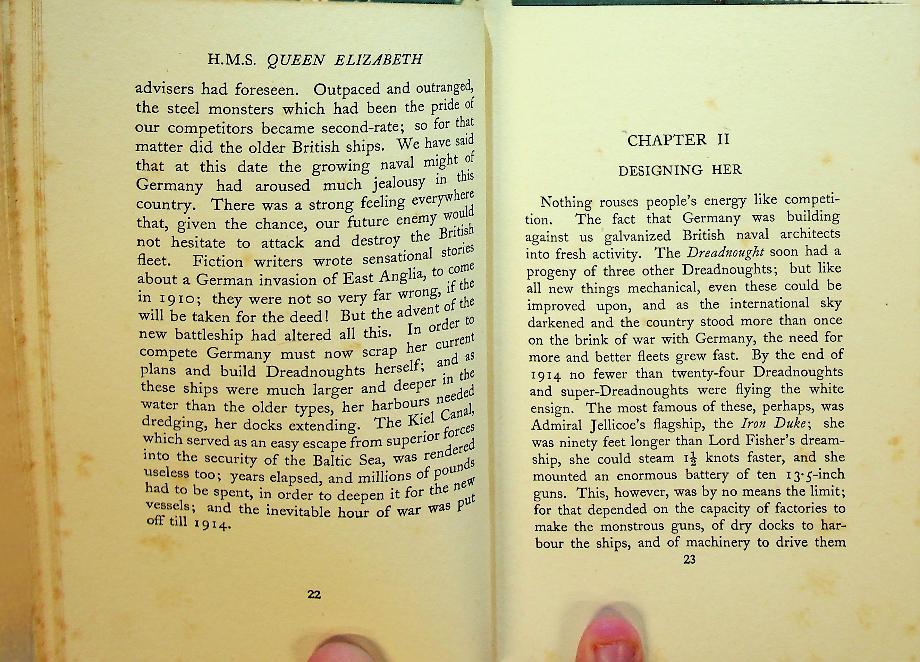 H.M.S. QUEEN ELIZABETH
advisers had foreseen. Outpaced and outranged,
the steel monsters which had been the pride of
our competitors became second-rate; so for that
matter did the older British ships. We have said
that at this date the growing naval might of
Germany had aroused much jealousy in this
country. There was a strong feeling everywhere
that, given the chance, our future enemy would
not hesitate to attack and destroy the British
fleet. Fiction writers wrote sensational stories
about a German invasion of East Anglia, to come
in 1910; they were not so very far wrong, if the
will be taken for the deed! But the advent of the
new battleship had altered all this. In order to
compete Germany must now scrap her current
plans and build Dreadnoughts herself; and as
these ships were much larger and deeper in the
water than the older types, her harbours needed
dredging, her docks extending. The Kiel Canal,
which served as an easy escape from superior forces
into the security of the Baltic Sea, was rendered
useless too; years elapsed, and millions of pounds
had to be spent, in order to deepen it for the new
vessels; and the inevitable hour of war was put
off till 1914.
22
CHAPTER II
DESIGNING HER
Nothing rouses people's energy like competi-
tion. The fact that Germany was building
against us galvanized British naval architects
into fresh activity. The Dreadnought soon had a
progeny of three other Dreadnoughts; but like
all new things mechanical, even these could be
improved upon, and as the international sky
darkened and the country stood more than once
on the brink of war with Germany, the need for
more and better fleets grew fast. By the end of
1914 no fewer than twenty-four Dreadnoughts
and super-Dreadnoughts were flying the white
ensign. The most famous of these, perhaps, was
Admiral Jellicoe's flagship, the Iron Duke; she
was ninety feet longer than Lord Fisher's dream-
ship, she could steam 1½ knots faster, and she
mounted an enormous battery of ten 13·5-inch
guns. This, however, was by no means the limit;
for that depended on the capacity of factories to
make the monstrous guns, of dry docks to har-
bour the ships, and of machinery to drive them
23